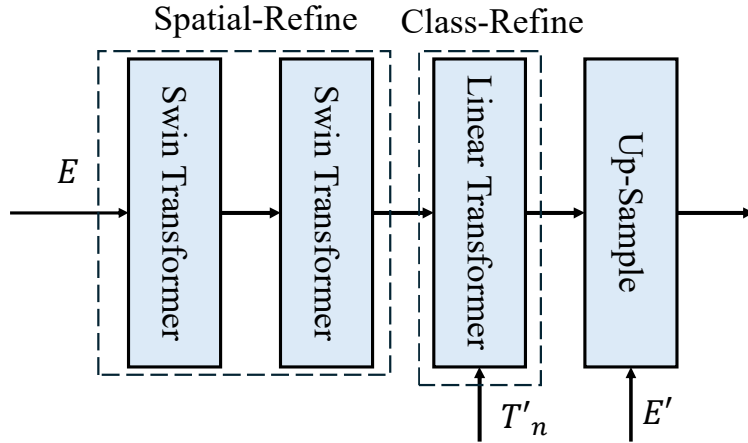 Spatial-Refine
Class-Refine
E
Swin Transformer
Swin Transformer
Linear Transformer
Up-Sample
T'ₙ
E'